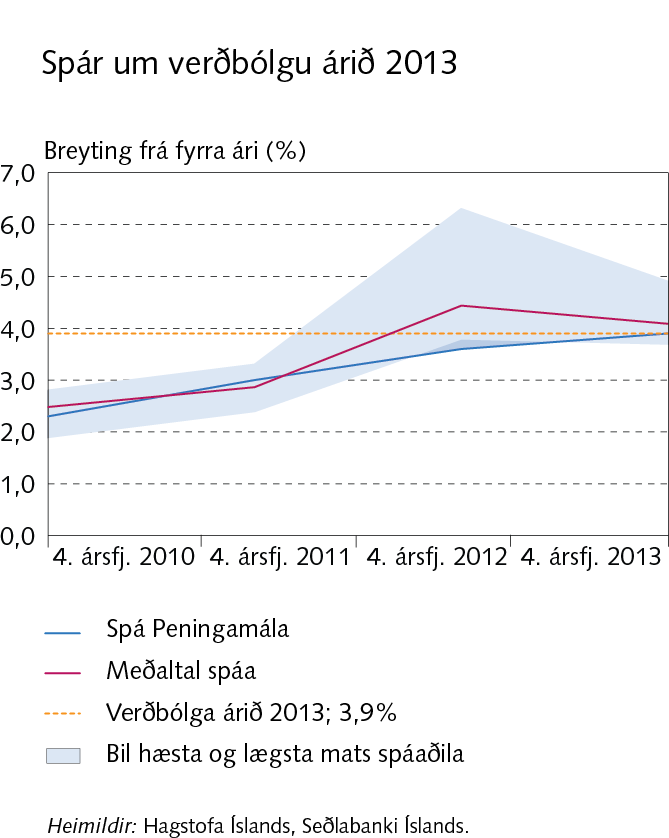 Spár um verðbólgu árið 2013
Breyting frá fyrra ári (%)
7,0
6,0
5,0
4,0
3,0
2,0
1,0
0,0
4. ársfj. 2010 4. ársfj. 2011 4. ársfj. 2012 4. ársfj. 2013
Spá Peningamála
Meðaltal spáa
Verðbólga árið 2013; 3,9%
Bil hæsta og lægsta mats spáaðila
Heimildir: Hagstofa Íslands, Seðlabanki Íslands.